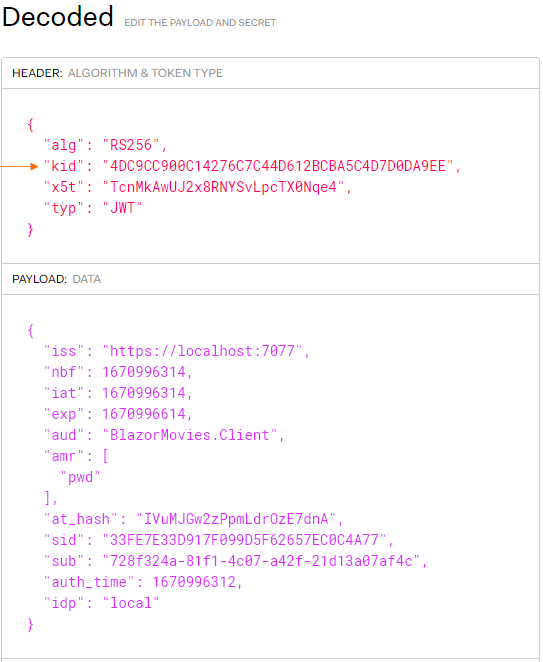 Decoded EDIT THE PAYLOAD AND SECRET
HEADER: ALGORITHM & TOKEN TYPE
{
"alg": "RS256",
"kid": "4DC9CC900C14276C7C44D612BCBA5C4D7D0DA9EE",
"x5t": "TcnMkAwUJ2x8RNYSvLpcTX0Nqe4",
"typ": "JWT"
}
PAYLOAD: DATA
{
"iss": "https://localhost:7077",
"nbf": 1670996314,
"iat": 1670996314,
"exp": 1670996614,
"aud": "BlazorMovies.Client",
"amr": [
"pwd"
],
"at_hash": "IVuMJGw2zPpmLdrOzE7dnA",
"sid": "33FE7E33D917F099D5F62657EC0C4A77",
"sub": "728f324a-81f1-4c07-a42f-21d13a07af4c",
"auth_time": 1670996312,
"idp": "local"
}